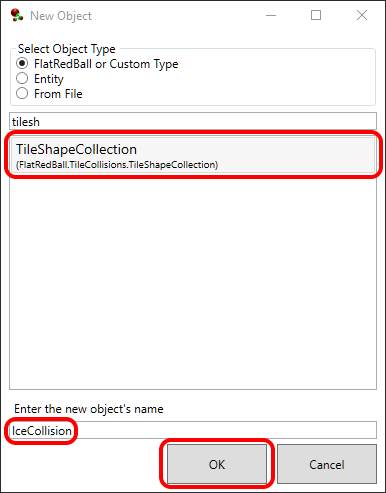 New Object
Select Object Type
FlatRedBall or Custom Type
Entity
From File
tilesh
TileShapeCollection
(FlatRedBall.TileCollisions.TileShapeCollection)
Enter the new object's name
IceCollision
OK
Cancel